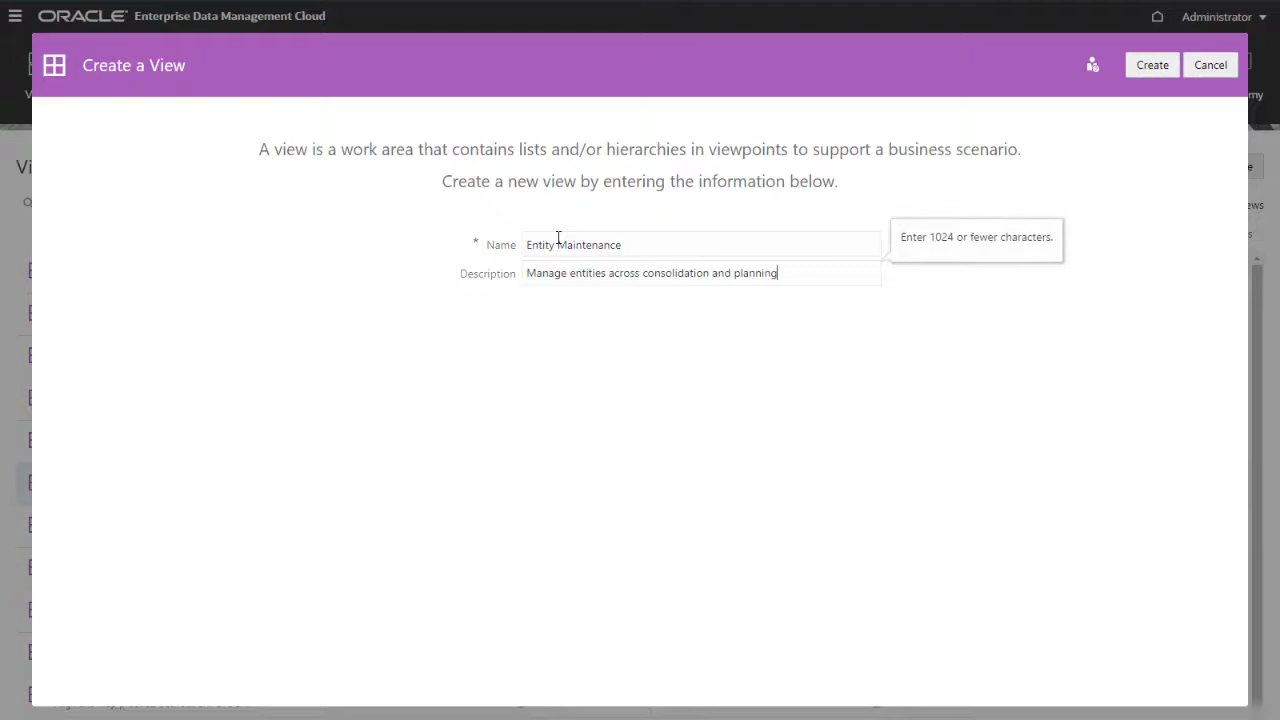 ORACLE Enterprise Data Management Cloud
Administrator
Create a View
Create
Cancel
A view is a work area that contains lists and/or hierarchies in viewpoints to support a business scenario.
Create a new view by entering the information below.
* Name Entity Maintenance
Enter 1024 or fewer characters.
Description Manage entities across consolidation and planning